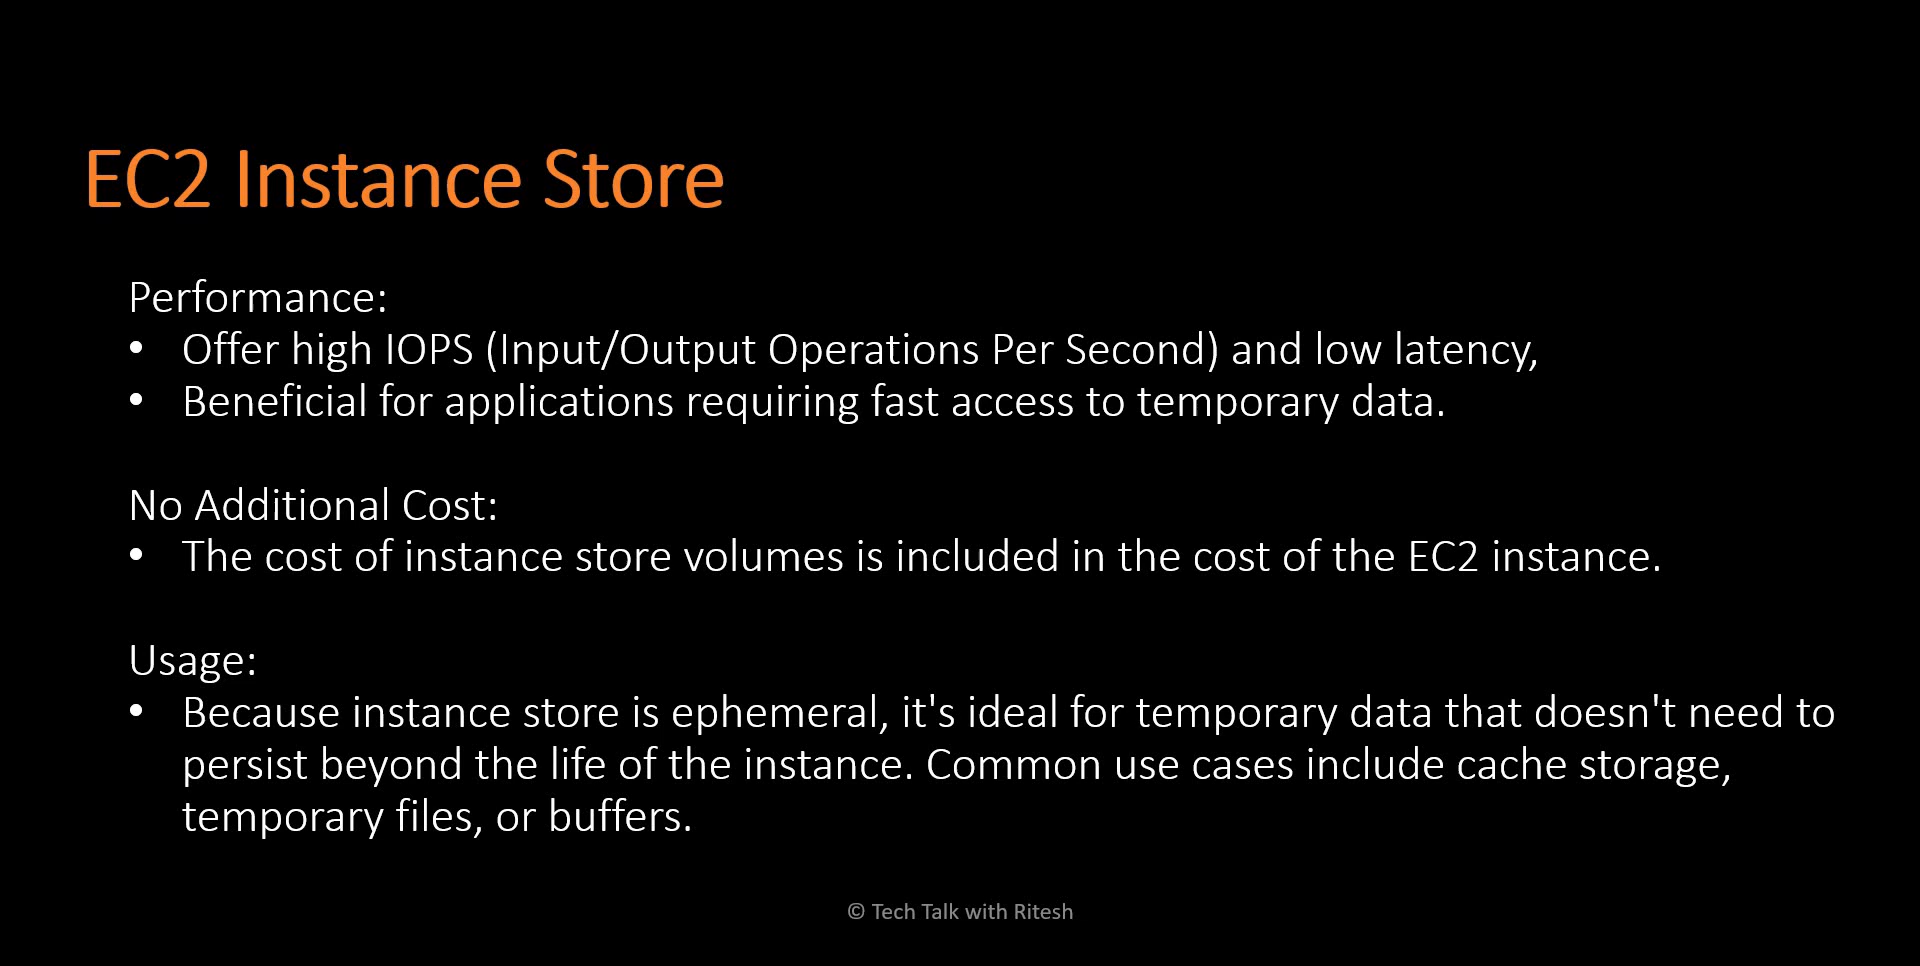 EC2 Instance Store
Performance:
• Offer high IOPS (Input/Output Operations Per Second) and low latency,
• Beneficial for applications requiring fast access to temporary data.
No Additional Cost:
• The cost of instance store volumes is included in the cost of the EC2 instance.
Usage:
• Because instance store is ephemeral, it's ideal for temporary data that doesn't need to
persist beyond the life of the instance. Common use cases include cache storage,
temporary files, or buffers.
© Tech Talk with Ritesh